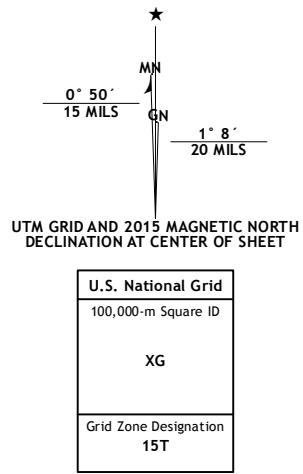 ★
MN
0° 50´
15 MILS
GN
1° 8´
20 MILS
UTM GRID AND 2015 MAGNETIC NORTH
DECLINATION AT CENTER OF SHEET
U.S. National Grid
100,000-m Square ID
XG
Grid Zone Designation
15T